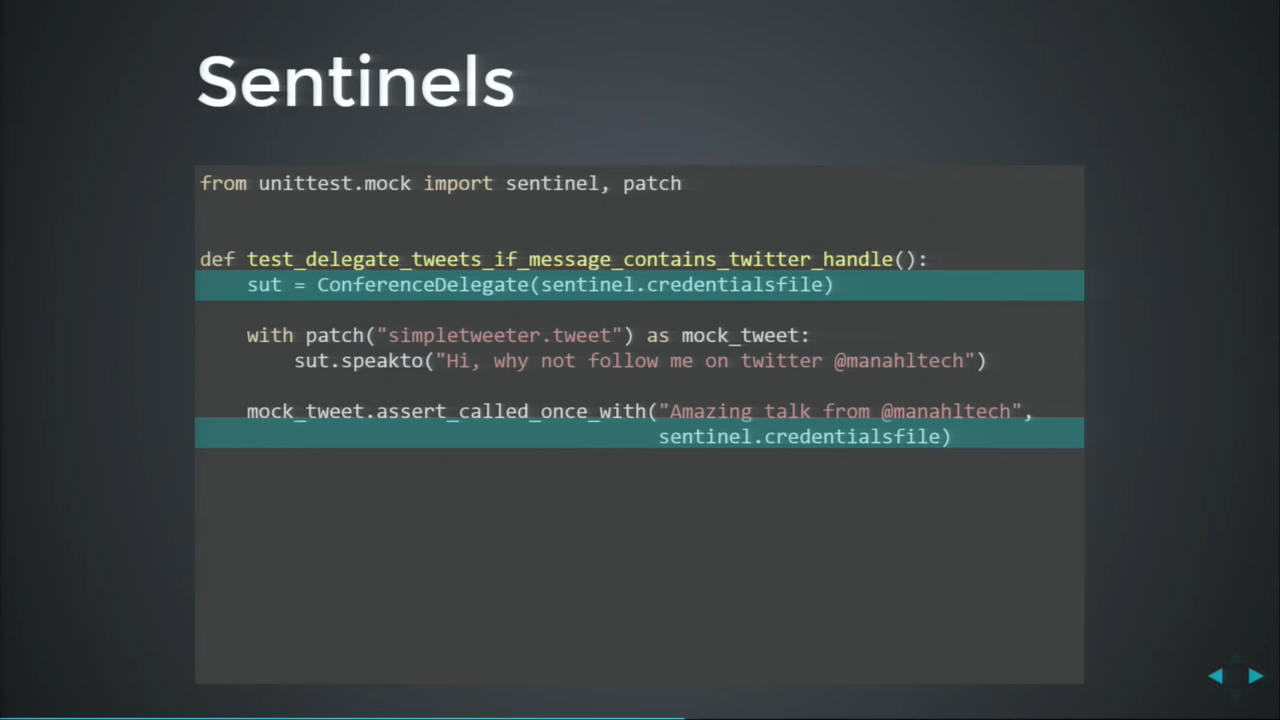 Sentinels
from unittest.mock import sentinel, patch
def test_delegate_tweets_if_message_contains_twitter_handle():
    sut = ConferenceDelegate(sentinel.credentialsfile)
    with patch("simpletweeter.tweet") as mock_tweet:
        sut.speakto("Hi, why not follow me on twitter @manahltech")
    mock_tweet.assert_called_once_with("Amazing talk from @manahltech",
                                       sentinel.credentialsfile)